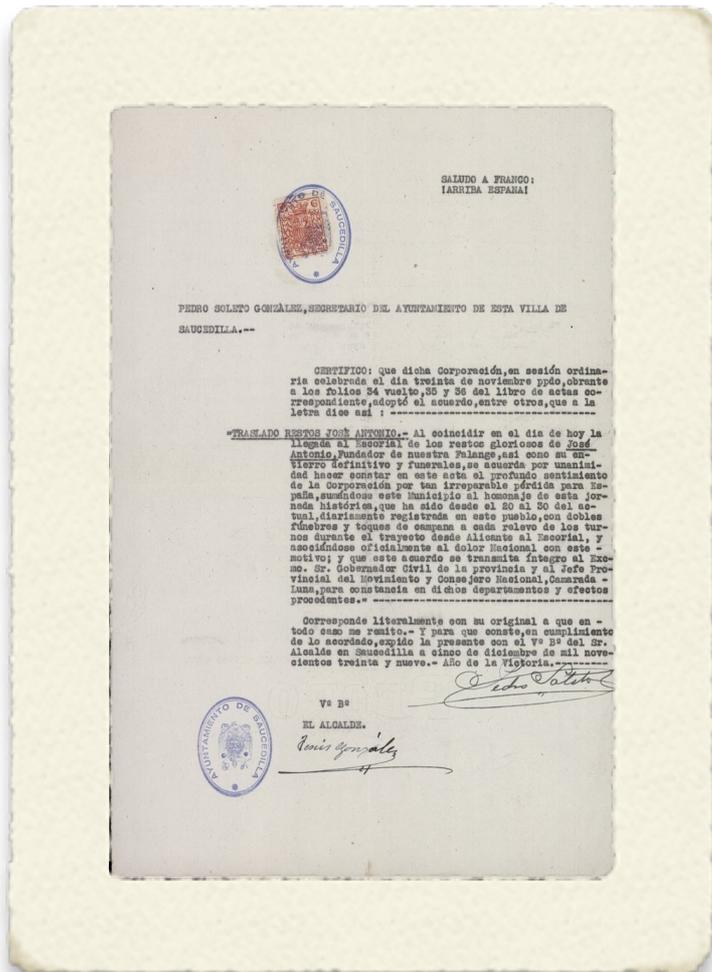 SALUDO A FRANCO:
!ARRIBA ESPAÑA!
AYUNTAMIENTO DE SAUCEDILLA
PEDRO SOLETO GONZÁLEZ,SECRETARIO DEL AYUNTAMIENTO DE ESTA VILLA DE
SAUCEDILLA.--
CERTIFICO: Que dicha Corporación,en sesión ordina-
ria celebrada el dia treinta de noviembre ppdo,obrante
a los folios 34 vuelto,35 y 36 del libro de actas co-
rrespondiente,adoptó el acuerdo,entre otros,que a la
letra dice asi : --------------------------------
"TRASLADO RESTOS JOSÉ ANTONIO.- Al coincidir en el dia de hoy la
llegada al Escorial de los restos gloriosos de José
Antonio,Fundador de nuestra Falange,asi como su en-
tierro definitivo y funerales,se acuerda por unanimi-
dad hacer constar en este acta el profundo sentimiento
de la Corporación por tan irreparable pérdida para Es-
paña,sumándose este Municipio al homenaje de esta jor-
nada histórica,que ha sido desde el 20 al 30 del ac-
tual,diariamente registrada en este pueblo,con dobles
fúnebres y toques de campana a cada relevo de los tur-
nos durante el trayecto desde Alicante al Escorial, y
asociándose oficialmente al dolor Nacional con este -
motivo; y que este acuerdo se transmita íntegro al Exc-
mo. Sr. Gobernador Civil de la provincia y al Jefe Pro-
vincial del Movimiento y Consejero Nacional,Camarada -
Luna,para constancia en dichos departamentos y efectos
procedentes." ----------------------------------------
Corresponde literalmente con su original a que en -
todo caso me remito.- Y para que conste,en cumplimiento
de lo acordado,expido la presente con el Vº Bº del Sr.
Alcalde en Saucedilla a cinco de diciembre de mil nove-
cientos treinta y nueve.- Año de la Victoria.---------
Pedro Soleto
Vº Bº
EL ALCALDE.
Jesús González
AYUNTAMIENTO DE SAUCEDILLA